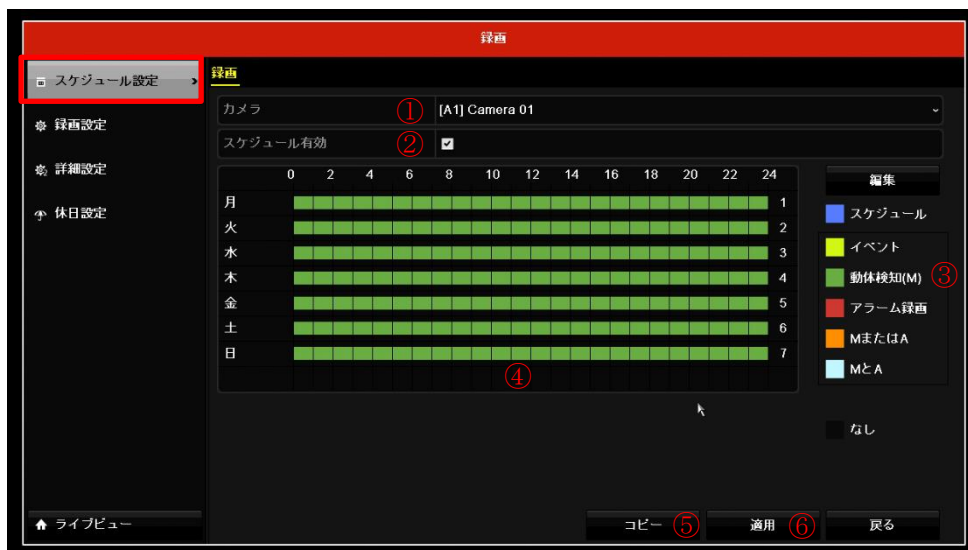 録画
スケジュール設定 ›
録画
カメラ ① [A1] Camera 01
録画設定
スケジュール有効 ②
詳細設定
0 2 4 6 8 10 12 14 16 18 20 22 24
編集
月 1
休日設定
スケジュール
火 2
イベント
水 3
動体検知(M) ③
木 4
金 5
アラーム録画
土 6
MまたはA
日 7
MとA
④
なし
ライブビュー
コピー ⑤
適用 ⑥
戻る